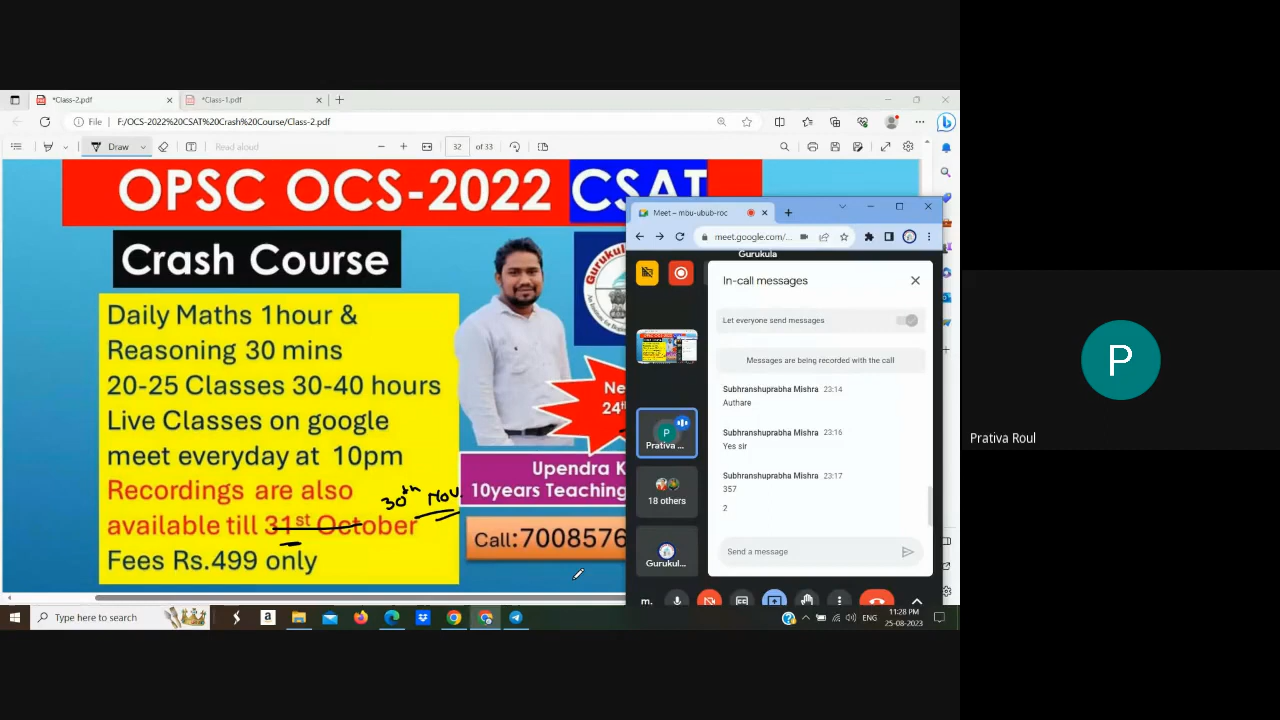 *Class-2.pdf
*Class-1.pdf
File
F:/OCS-2022%20CSAT%20Crash%20Course/Class-2.pdf
Draw
Read aloud
32
of 33
OPSC OCS-2022 CSAT
Crash Course
Daily Maths 1hour &
Reasoning 30 mins
20-25 Classes 30-40 hours
Live Classes on google
meet everyday at 10pm
Recordings are also
30th Nov.
available till 31st October
Fees Rs.499 only
Gurukul
Ne
24th
Upendra K
10years Teaching
Call:7008576
Meet – mbu-ubub-roc
meet.google.com/...
Gurukula
In-call messages
Let everyone send messages
Messages are being recorded with the call
Subhranshuprabha Mishra 23:14
Authare
Subhranshuprabha Mishra 23:16
Yes sir
Subhranshuprabha Mishra 23:17
357
2
Send a message
P
Prativa ...
18 others
Gurukul...
m.
Type here to search
ENG
11:28 PM
25-08-2023
P
Prativa Roul